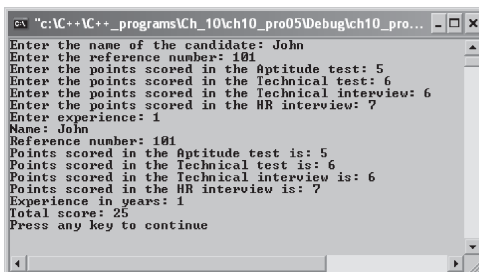 "c:\C++\C++_programs\Ch_10\ch10_pro05\Debug\ch10_pro...
Enter the name of the candidate: John
Enter the reference number: 101
Enter the points scored in the Aptitude test: 5
Enter the points scored in the Technical test: 6
Enter the points scored in the Technical interview: 6
Enter the points scored in the HR interview: 7
Enter experience: 1
Name: John
Reference number: 101
Points scored in the Aptitude test is: 5
Points scored in the Technical test is: 6
Points scored in the Technical interview is: 6
Points scored in the HR interview is: 7
Experience in years: 1
Total score: 25
Press any key to continue